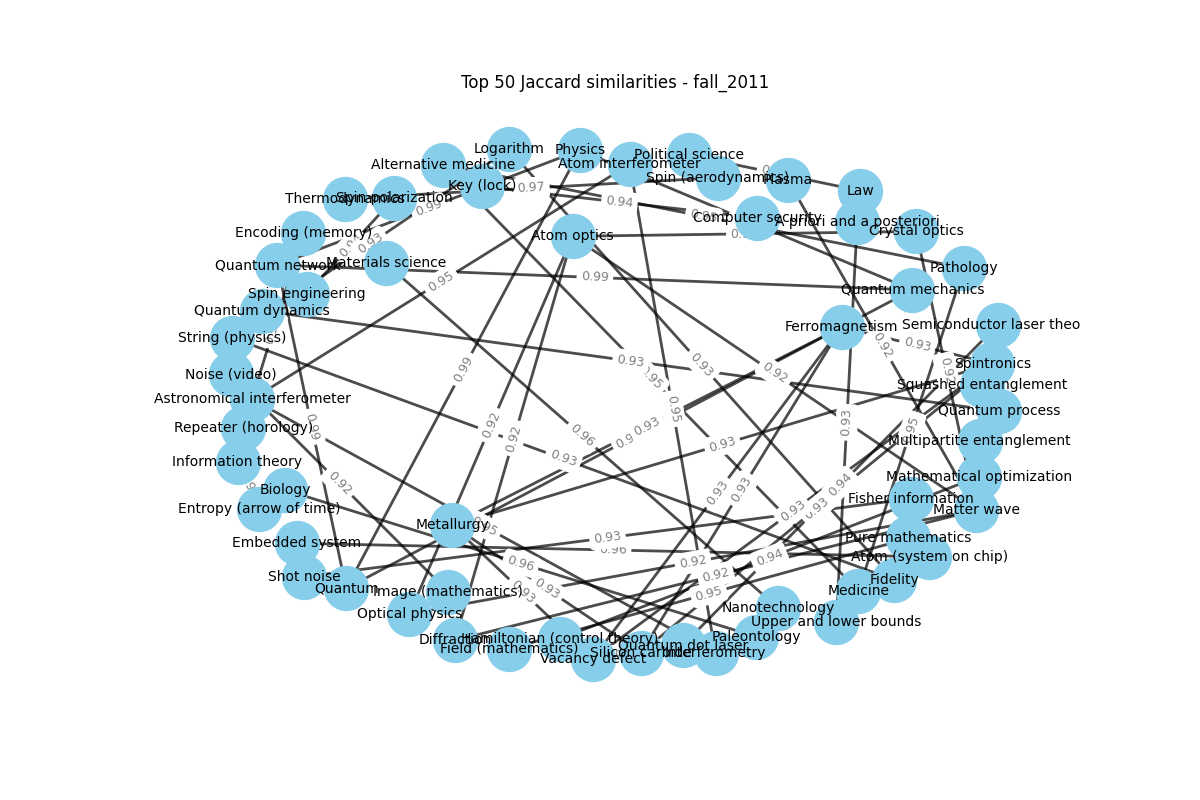 Top 50 Jaccard similarities - fall_2011
Logarithm
Physics
Political science
Alternative medicine
Atom interferometer
Key (lock)
Spin (aerodynamics)
Plasma
Law
Thermodynamics
Spin polarization
0.97
0.99
0.94
Computer security
A priori and a posteriori
Crystal optics
Encoding (memory)
Atom optics
0.93
Quantum network
Materials science
Pathology
0.99
0.95
Quantum mechanics
Spin engineering
Quantum dynamics
Ferromagnetism
Semiconductor laser theo
String (physics)
0.93
0.92
0.93
0.93
0.95
0.92
Spintronics
Noise (video)
0.99
Squashed entanglement
Astronomical interferometer
0.95
Quantum process
Repeater (horology)
0.99
0.92
0.92
0.96
0.93
0.93
0.95
Multipartite entanglement
0.93
Information theory
0.93
Mathematical optimization
0.92
0.94
Biology
0.93
0.93
Fisher information
Entropy (arrow of time)
0.93
0.93
Matter wave
Metallurgy
0.93
Pure mathematics
Embedded system
0.96
0.94
Atom (system on chip)
0.96
0.92
0.92
Shot noise
Quantum
Fidelity
Image (mathematics)
0.93
0.93
0.95
Medicine
Optical physics
Nanotechnology
Upper and lower bounds
Diffraction
Hamiltonian (control theory)
Paleontology
Field (mathematics)
Quantum dot laser
Vacancy defect
Silicon carbide
Interferometry